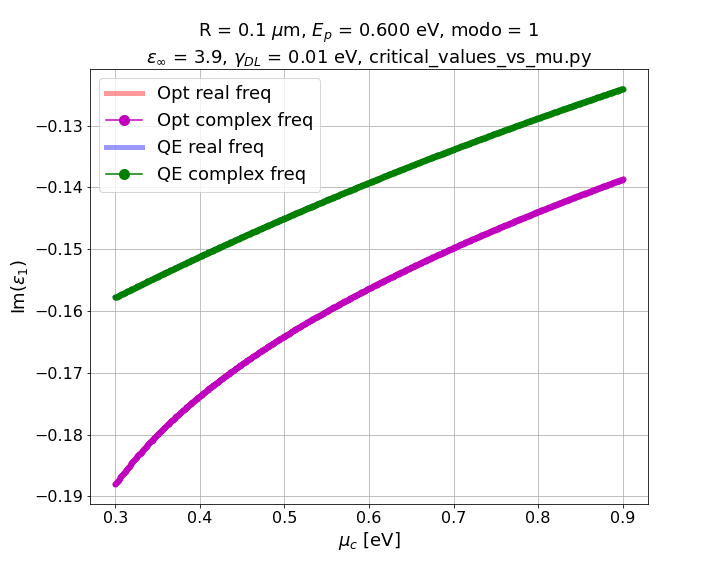 R = 0.1 μm, E_p = 0.600 eV, modo = 1
ε_∞ = 3.9, γ_DL = 0.01 eV, critical_values_vs_mu.py
Opt real freq
Opt complex freq
QE real freq
QE complex freq
Im(ε_1)
−0.13
−0.14
−0.15
−0.16
−0.17
−0.18
−0.19
0.3 0.4 0.5 0.6 0.7 0.8 0.9
μ_c [eV]